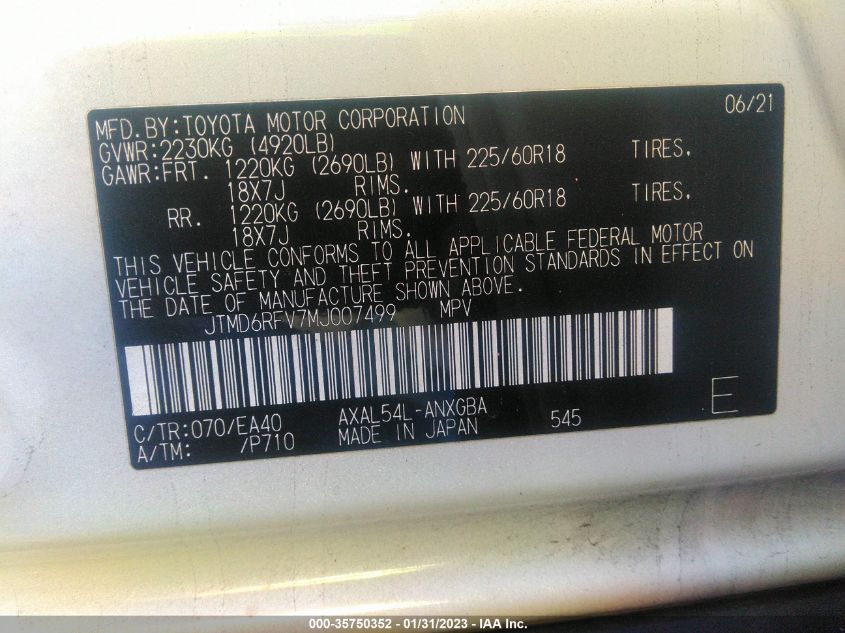 06/21
MFD.BY:TOYOTA MOTOR CORPORATION
GVWR:2230KG (4920LB)
GAWR:FRT. 1220KG (2690LB) WITH 225/60R18 TIRES.
18X7J RIMS.
RR. 1220KG (2690LB) WITH 225/60R18 TIRES.
18X7J RIMS.
THIS VEHICLE CONFORMS TO ALL APPLICABLE FEDERAL MOTOR
VEHICLE SAFETY AND THEFT PREVENTION STANDARDS IN EFFECT ON
THE DATE OF MANUFACTURE SHOWN ABOVE.
JTMD6RFV7MJ007499 MPV
C/TR:070/EA40 AXAL54L-ANXGBA 545 E
A/TM: /P710 MADE IN JAPAN
000-35750352 - 01/31/2023 - IAA Inc.